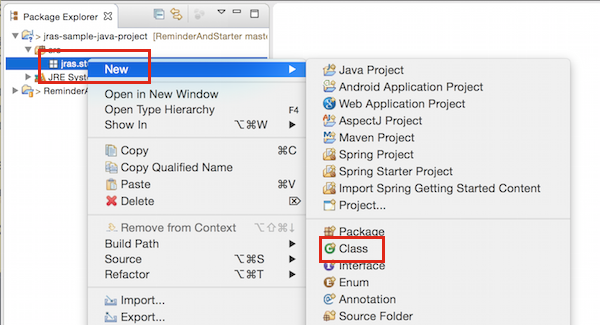 Package Explorer
jras-sample-java-project [ReminderAndStarter mast
src
jras.st
JRE Syste
ReminderA
New
Open in New Window
Open Type Hierarchy F4
Show In ⌥⌘W
Copy ⌘C
Copy Qualified Name
Paste ⌘V
Delete ⌦
Remove from Context ⌥⇧⌘↓
Build Path
Source ⌥⌘S
Refactor ⌥⌘T
Import...
Export...
Java Project
Android Application Project
Web Application Project
AspectJ Project
Maven Project
Spring Project
Spring Starter Project
Import Spring Getting Started Content
Project...
Package
Class
Interface
Enum
Annotation
Source Folder